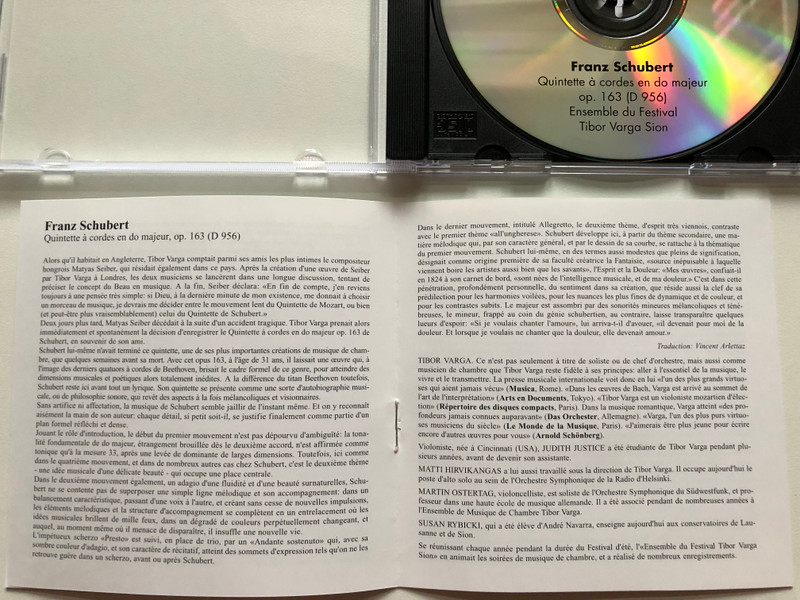 Franz Schubert
Quintette à cordes en do majeur
op. 163 (D 956)
Ensemble du Festival
Tibor Varga Sion
Franz Schubert
Quintette à cordes en do majeur, op. 163 (D 956)
Alors qu'il habitait en Angleterre, Tibor Varga comptait parmi ses amis les plus intimes le compositeur
hongrois Matyas Seiber, qui résidait également dans ce pays. Après la création d'une œuvre de Seiber
par Tibor Varga à Londres, les deux musiciens se lancèrent dans une longue discussion, tentant de
préciser le concept du Beau en musique. A la fin, Seiber déclara: «En fin de compte, j'en reviens
toujours à une pensée très simple: si Dieu, à la dernière minute de mon existence, me donnait à choisir
un morceau de musique, je devrais me décider entre le mouvement lent du Quintette de Mozart, ou bien
(et peut-être plus vraisemblablement) celui du Quintette de Schubert.»
Deux jours plus tard, Matyas Seiber décédait à la suite d'un accident tragique. Tibor Varga prenait alors
immédiatement et spontanément la décision d'enregistrer le Quintette à cordes en do majeur op. 163 de
Schubert, en souvenir de son ami.
Schubert lui-même n'avait terminé ce quintette, une de ses plus importantes créations de musique de cham-
bre, que quelques semaines avant sa mort. Avec cet opus 163, à l'âge de 31 ans, il laissait une œuvre qui, à
l'image des derniers quatuors à cordes de Beethoven, brisait le cadre formel de ce genre, pour atteindre des
dimensions musicales et poétiques alors totalement inédites. A la différence du titan Beethoven toutefois,
Schubert reste ici avant tout un lyrique. Son quintette se présente comme une sorte d'autobiographie musi-
cale, ou de philosophie sonore, qui revêt des aspects à la fois mélancoliques et visionnaires.
Sans artifice ni affectation, la musique de Schubert semble jaillir de l'instant même. Et on y reconnaît
aisément la main de son auteur: chaque détail, si petit soit-il, se justifie finalement comme partie d'un
plan formel réfléchi et dense.
Jouant le rôle d'introduction, le début du premier mouvement n'est pas dépourvu d'ambiguïté: la tona-
lité fondamentale de do majeur, étrangement brouillée dès le deuxième accord, n'est affirmée comme
tonique qu'à la mesure 33, après une levée de dominante de larges dimensions. Toutefois, ici comme
dans le quatrième mouvement, et dans de nombreux autres cas chez Schubert, c'est le deuxième thème
- une idée musicale d'une délicate beauté - qui occupe une place centrale.
Dans le deuxième mouvement également, un adagio d'une fluidité et d'une beauté surnaturelles, Schu-
bert ne se contente pas de superposer une simple ligne mélodique et son accompagnement: dans un
balancement caractéristique, passant d'une voix à l'autre, et créant sans cesse de nouvelles impulsions,
les éléments mélodiques et la structure d'accompagnement se complètent en un entrelacement où les
idées musicales brillent de mille feux, dans un dégradé de couleurs perpétuellement changeant, et
auquel, au moment même où il menace de disparaître, il insuffle une nouvelle vie.
L'impétueux scherzo «Presto» est suivi, en place de trio, par un «Andante sostenuto» qui, avec sa
sombre couleur d'adagio, et son caractère de récitatif, atteint des sommets d'expression tels qu'on ne les
retrouve guère dans un scherzo, avant ou après Schubert.
Dans le dernier mouvement, intitulé Allegretto, le deuxième thème, d'esprit très viennois, contraste
avec le premier thème «all'ungherese». Schubert développe ici, à partir du thème secondaire, une ma-
tière mélodique qui, par son caractère général, et par le dessin de sa courbe, se rattache à la thématique
du premier mouvement. Schubert lui-même, en des termes aussi modestes que pleins de signification,
désignait comme origine première de sa faculté créatrice la Fantaisie, «source inépuisable à laquelle
viennent boire les artistes aussi bien que les savants», l'Esprit et la Douleur: «Mes œuvres», confiait-il
en 1824 à son carnet de bord, «sont nées de l'intelligence musicale, et de ma douleur.» C'est dans cette
pénétration, profondément personnelle, du sentiment dans sa création, que réside aussi la clef de sa
prédilection pour les harmonies voilées, pour les nuances les plus fines de dynamique et de couleur, et
pour les contrastes subits. Le majeur est assombri par des sonorités mineures mélancoliques et téné-
breuses, le mineur, frappé au coin du génie schubertien, au contraire, laisse transparaître quelques
lueurs d'espoir: «Si je voulais chanter l'amour», lui arriva-t-il d'avouer, «il devenait pour moi de la
douleur. Et lorsque je voulais ne chanter que la douleur, elle devenait amour.»
Traduction: Vincent Arlettaz
TIBOR VARGA. Ce n'est pas seulement à titre de soliste ou de chef d'orchestre, mais aussi comme
musicien de chambre que Tibor Varga reste fidèle à ses principes: aller à l'essentiel de la musique, le
vivre et le transmettre. La presse musicale internationale voit donc en lui «l'un des plus grands virtuo-
ses qui aient jamais vécu» (Musica, Rome). «Dans les œuvres de Bach, Varga est arrivé au sommet de
l'art de l'interprétation» (Arts en Documents, Tokyo). «Tibor Varga est un violoniste mozartien d'élec-
tion» (Répertoire des disques compacts, Paris). Dans la musique romantique, Varga atteint «des pro-
fondeurs jamais connues auparavant» (Das Orchester, Allemagne). «Varga, l'un des plus purs virtuo-
ses musiciens du siècle» (Le Monde de la Musique, Paris). «J'aimerais être plus jeune pour écrire
encore d'autres œuvres pour vous» (Arnold Schönberg).
Violoniste, née à Cincinnati (USA), JUDITH JUSTICE a été étudiante de Tibor Varga pendant plu-
sieurs années, avant de devenir son assistante.
MATTI HIRVIKANGAS a lui aussi travaillé sous la direction de Tibor Varga. Il occupe aujourd'hui le
poste d'alto solo au sein de l'Orchestre Symphonique de la Radio d'Helsinki.
MARTIN OSTERTAG, violoncelliste, est soliste de l'Orchestre Symphonique du Südwestfunk, et pro-
fesseur dans une haute école de musique allemande. Il a été associé pendant de nombreuses années à
l'Ensemble de Musique de Chambre Tibor Varga.
SUSAN RYBICKI, qui a été élève d'André Navarra, enseigne aujourd'hui aux conservatoires de Lau-
sanne et de Sion.
Se réunissant chaque année pendant la durée du Festival d'été, l'«Ensemble du Festival Tibor Varga
Sion» en animait les soirées de musique de chambre, et a réalisé de nombreux enregistrements.